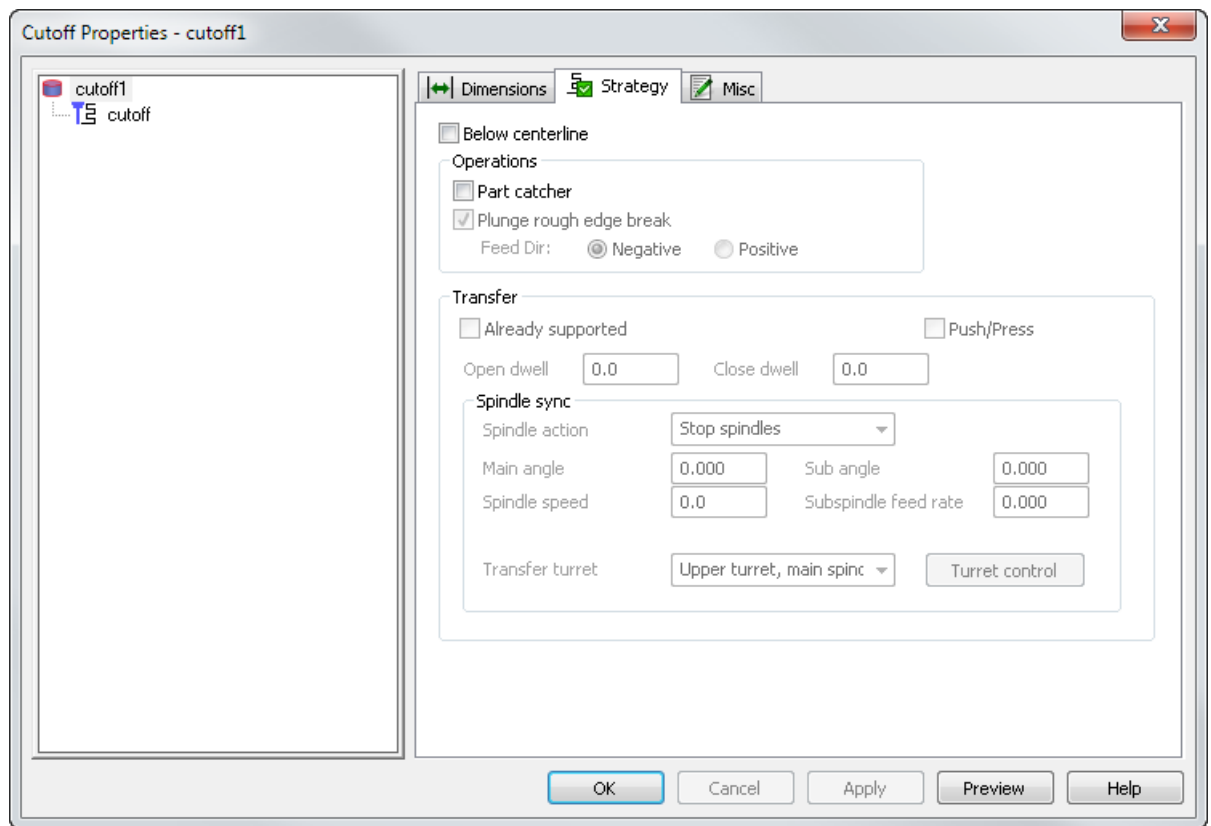 Cutoff Properties - cutoff1
cutoff1
cutoff
Dimensions Strategy Misc
Below centerline
Operations
Part catcher
Plunge rough edge break
Feed Dir: Negative Positive
Transfer
Already supported Push/Press
Open dwell 0.0 Close dwell 0.0
Spindle sync
Spindle action Stop spindles
Main angle 0.000 Sub angle 0.000
Spindle speed 0.0 Subspindle feed rate 0.000
Transfer turret Upper turret, main spinc Turret control
OK Cancel Apply Preview Help